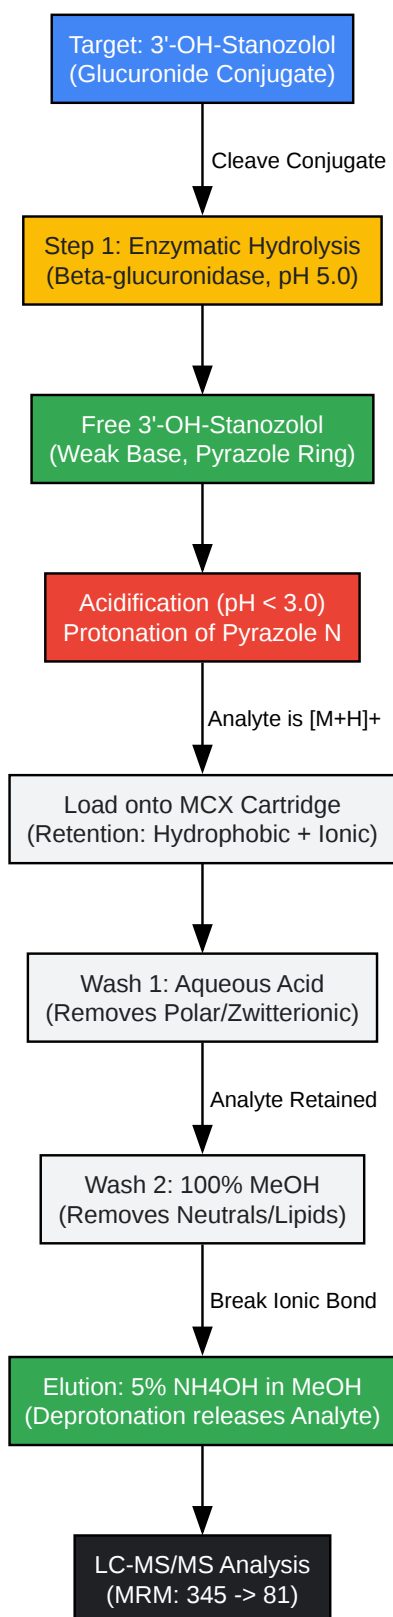 Target: 3'-OH-Stanozolol
(Glucuronide Conjugate)
Cleave Conjugate
Step 1: Enzymatic Hydrolysis
(Beta-glucuronidase, pH 5.0)
Free 3'-OH-Stanozolol
(Weak Base, Pyrazole Ring)
Acidification (pH < 3.0)
Protonation of Pyrazole N
Analyte is [M+H]+
Load onto MCX Cartridge
(Retention: Hydrophobic + Ionic)
Wash 1: Aqueous Acid
(Removes Polar/Zwitterionic)
Analyte Retained
Wash 2: 100% MeOH
(Removes Neutrals/Lipids)
Break Ionic Bond
Elution: 5% NH4OH in MeOH
(Deprotonation releases Analyte)
LC-MS/MS Analysis
(MRM: 345 -> 81)